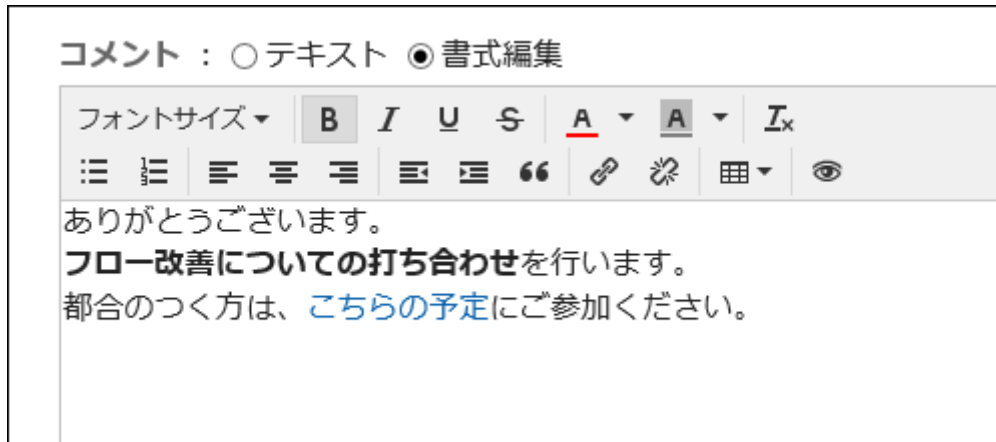 コメント : テキスト 書式編集
フォントサイズ B I U S A A Tx
ありがとうございます。
フロー改善についての打ち合わせを行います。
都合のつく方は、こちらの予定にご参加ください。